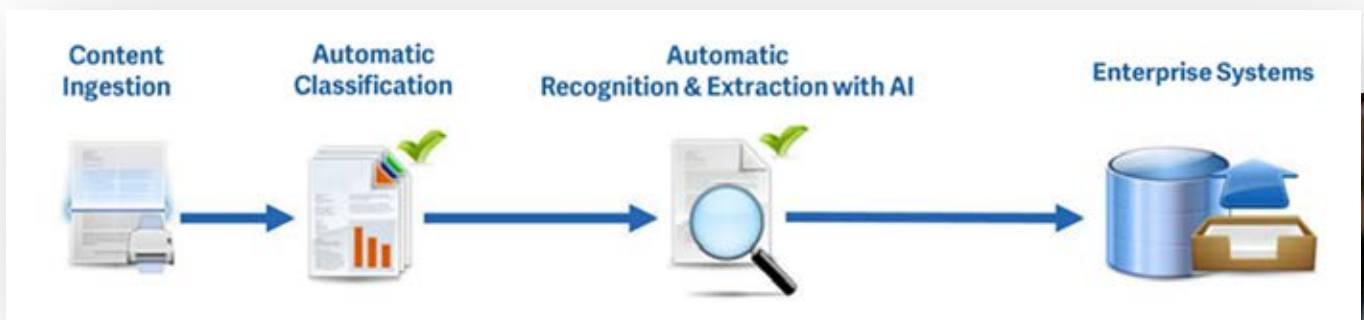 Content
Ingestion
Automatic
Classification
Automatic
Recognition & Extraction with AI
Enterprise Systems